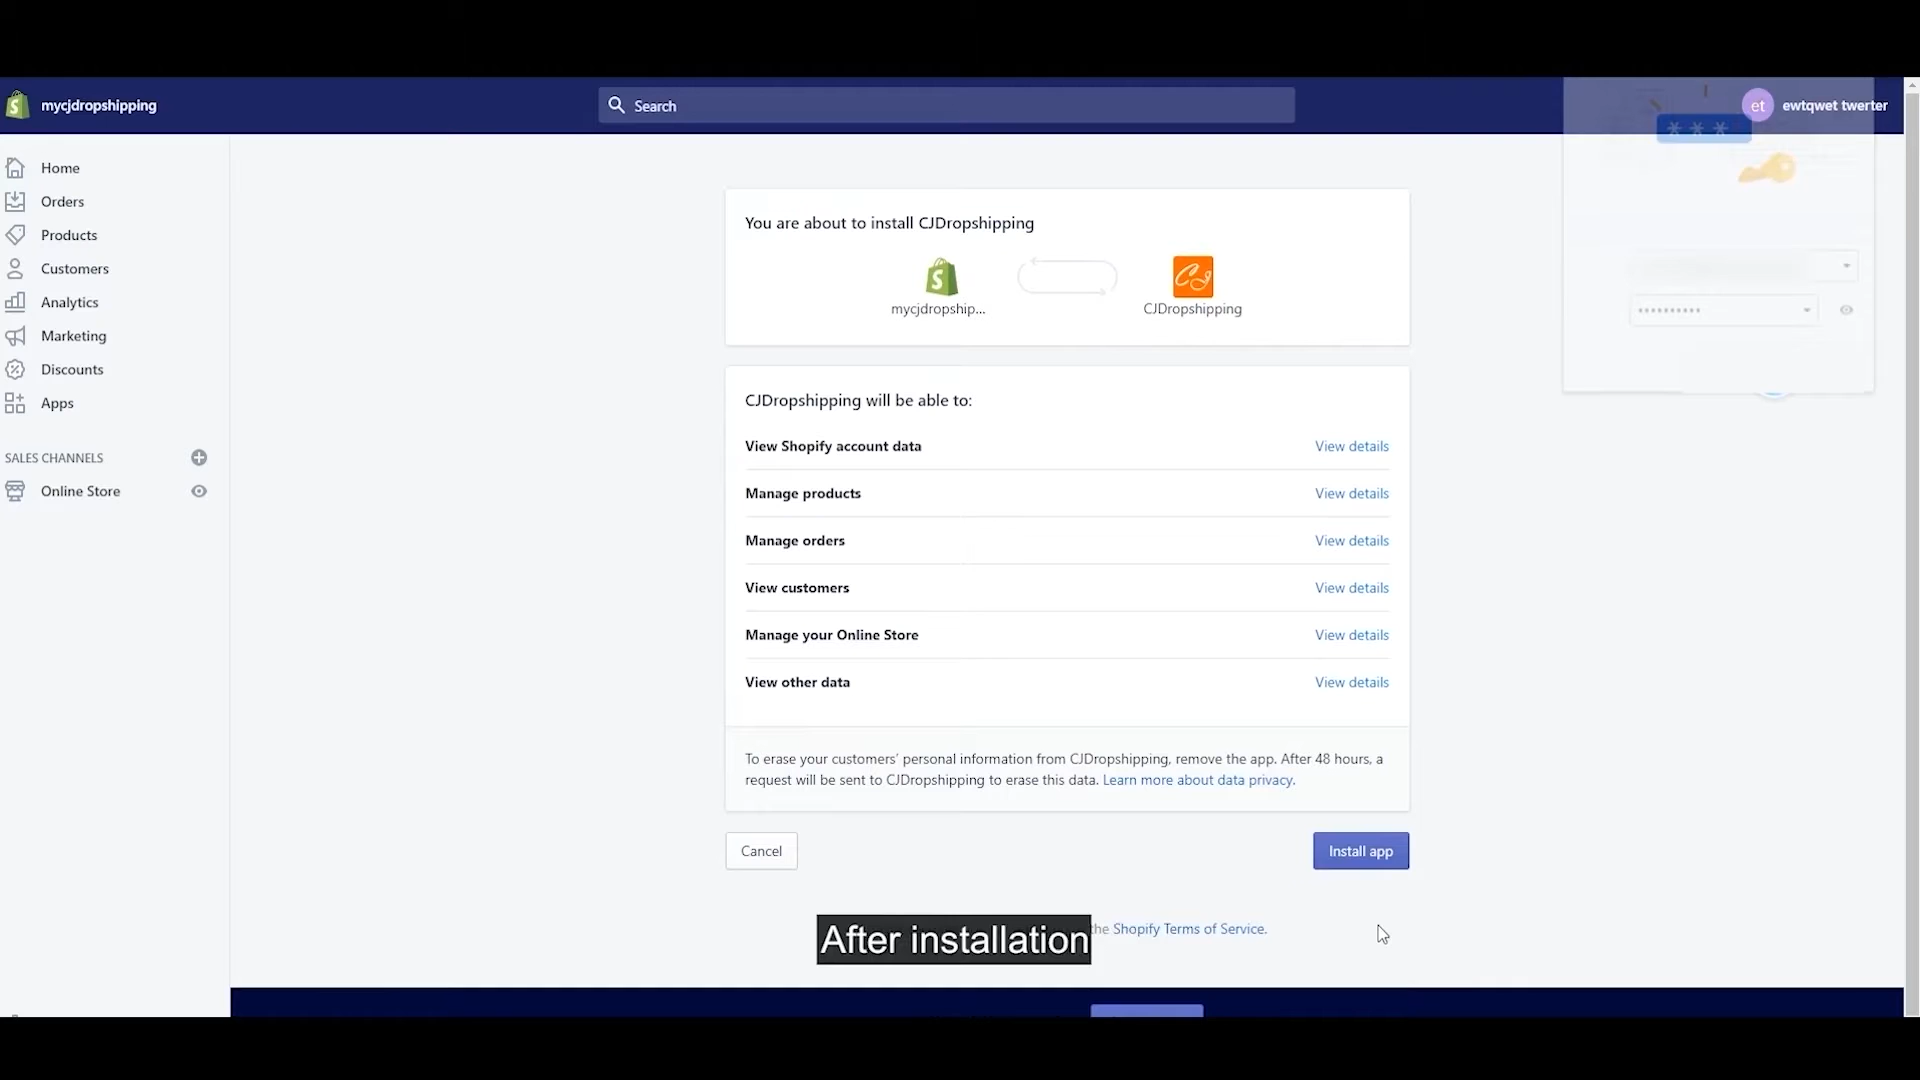 mycjdropshipping
Search
et
ewtqwet twerter
* * *
Home
Orders
Products
Customers
Analytics
Marketing
Discounts
Apps
SALES CHANNELS
Online Store
You are about to install CJDropshipping
mycjdropship...
CJDropshipping
CJDropshipping will be able to:
View Shopify account data View details
Manage products View details
Manage orders View details
View customers View details
Manage your Online Store View details
View other data View details
To erase your customers' personal information from CJDropshipping, remove the app. After 48 hours, a
request will be sent to CJDropshipping to erase this data. Learn more about data privacy.
Cancel
Install app
the Shopify Terms of Service.
After installation